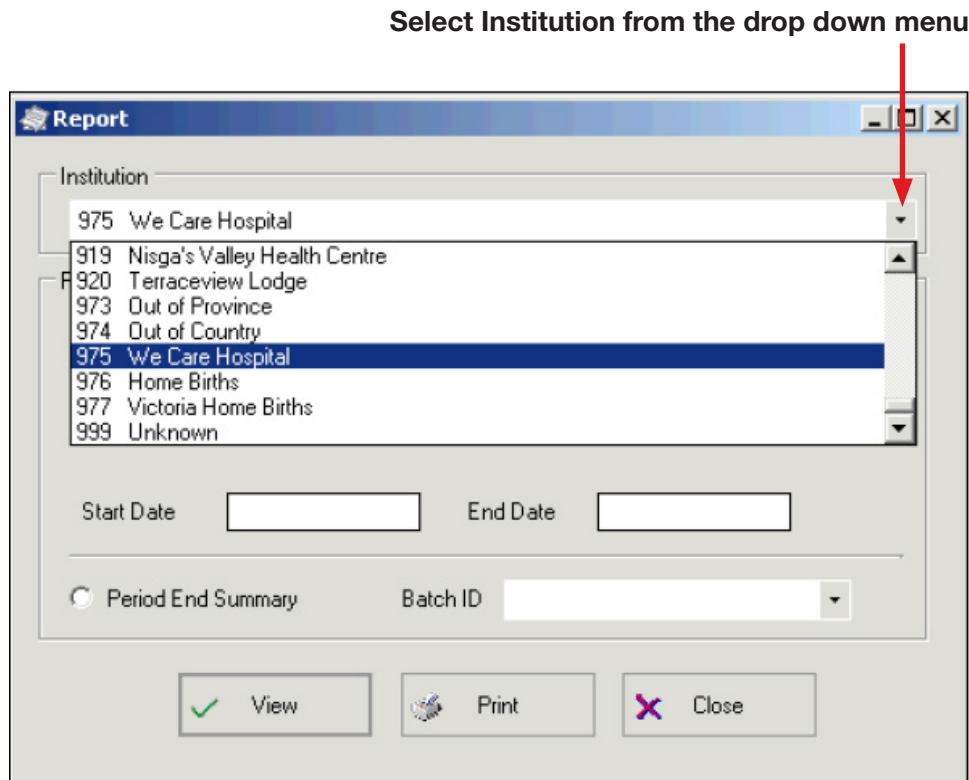 Select Institution from the drop down menu
Report
Institution
975 We Care Hospital
919 Nisga's Valley Health Centre
920 Terraceview Lodge
973 Out of Province
974 Out of Country
975 We Care Hospital
976 Home Births
977 Victoria Home Births
999 Unknown
Start Date End Date
Period End Summary Batch ID
View Print Close